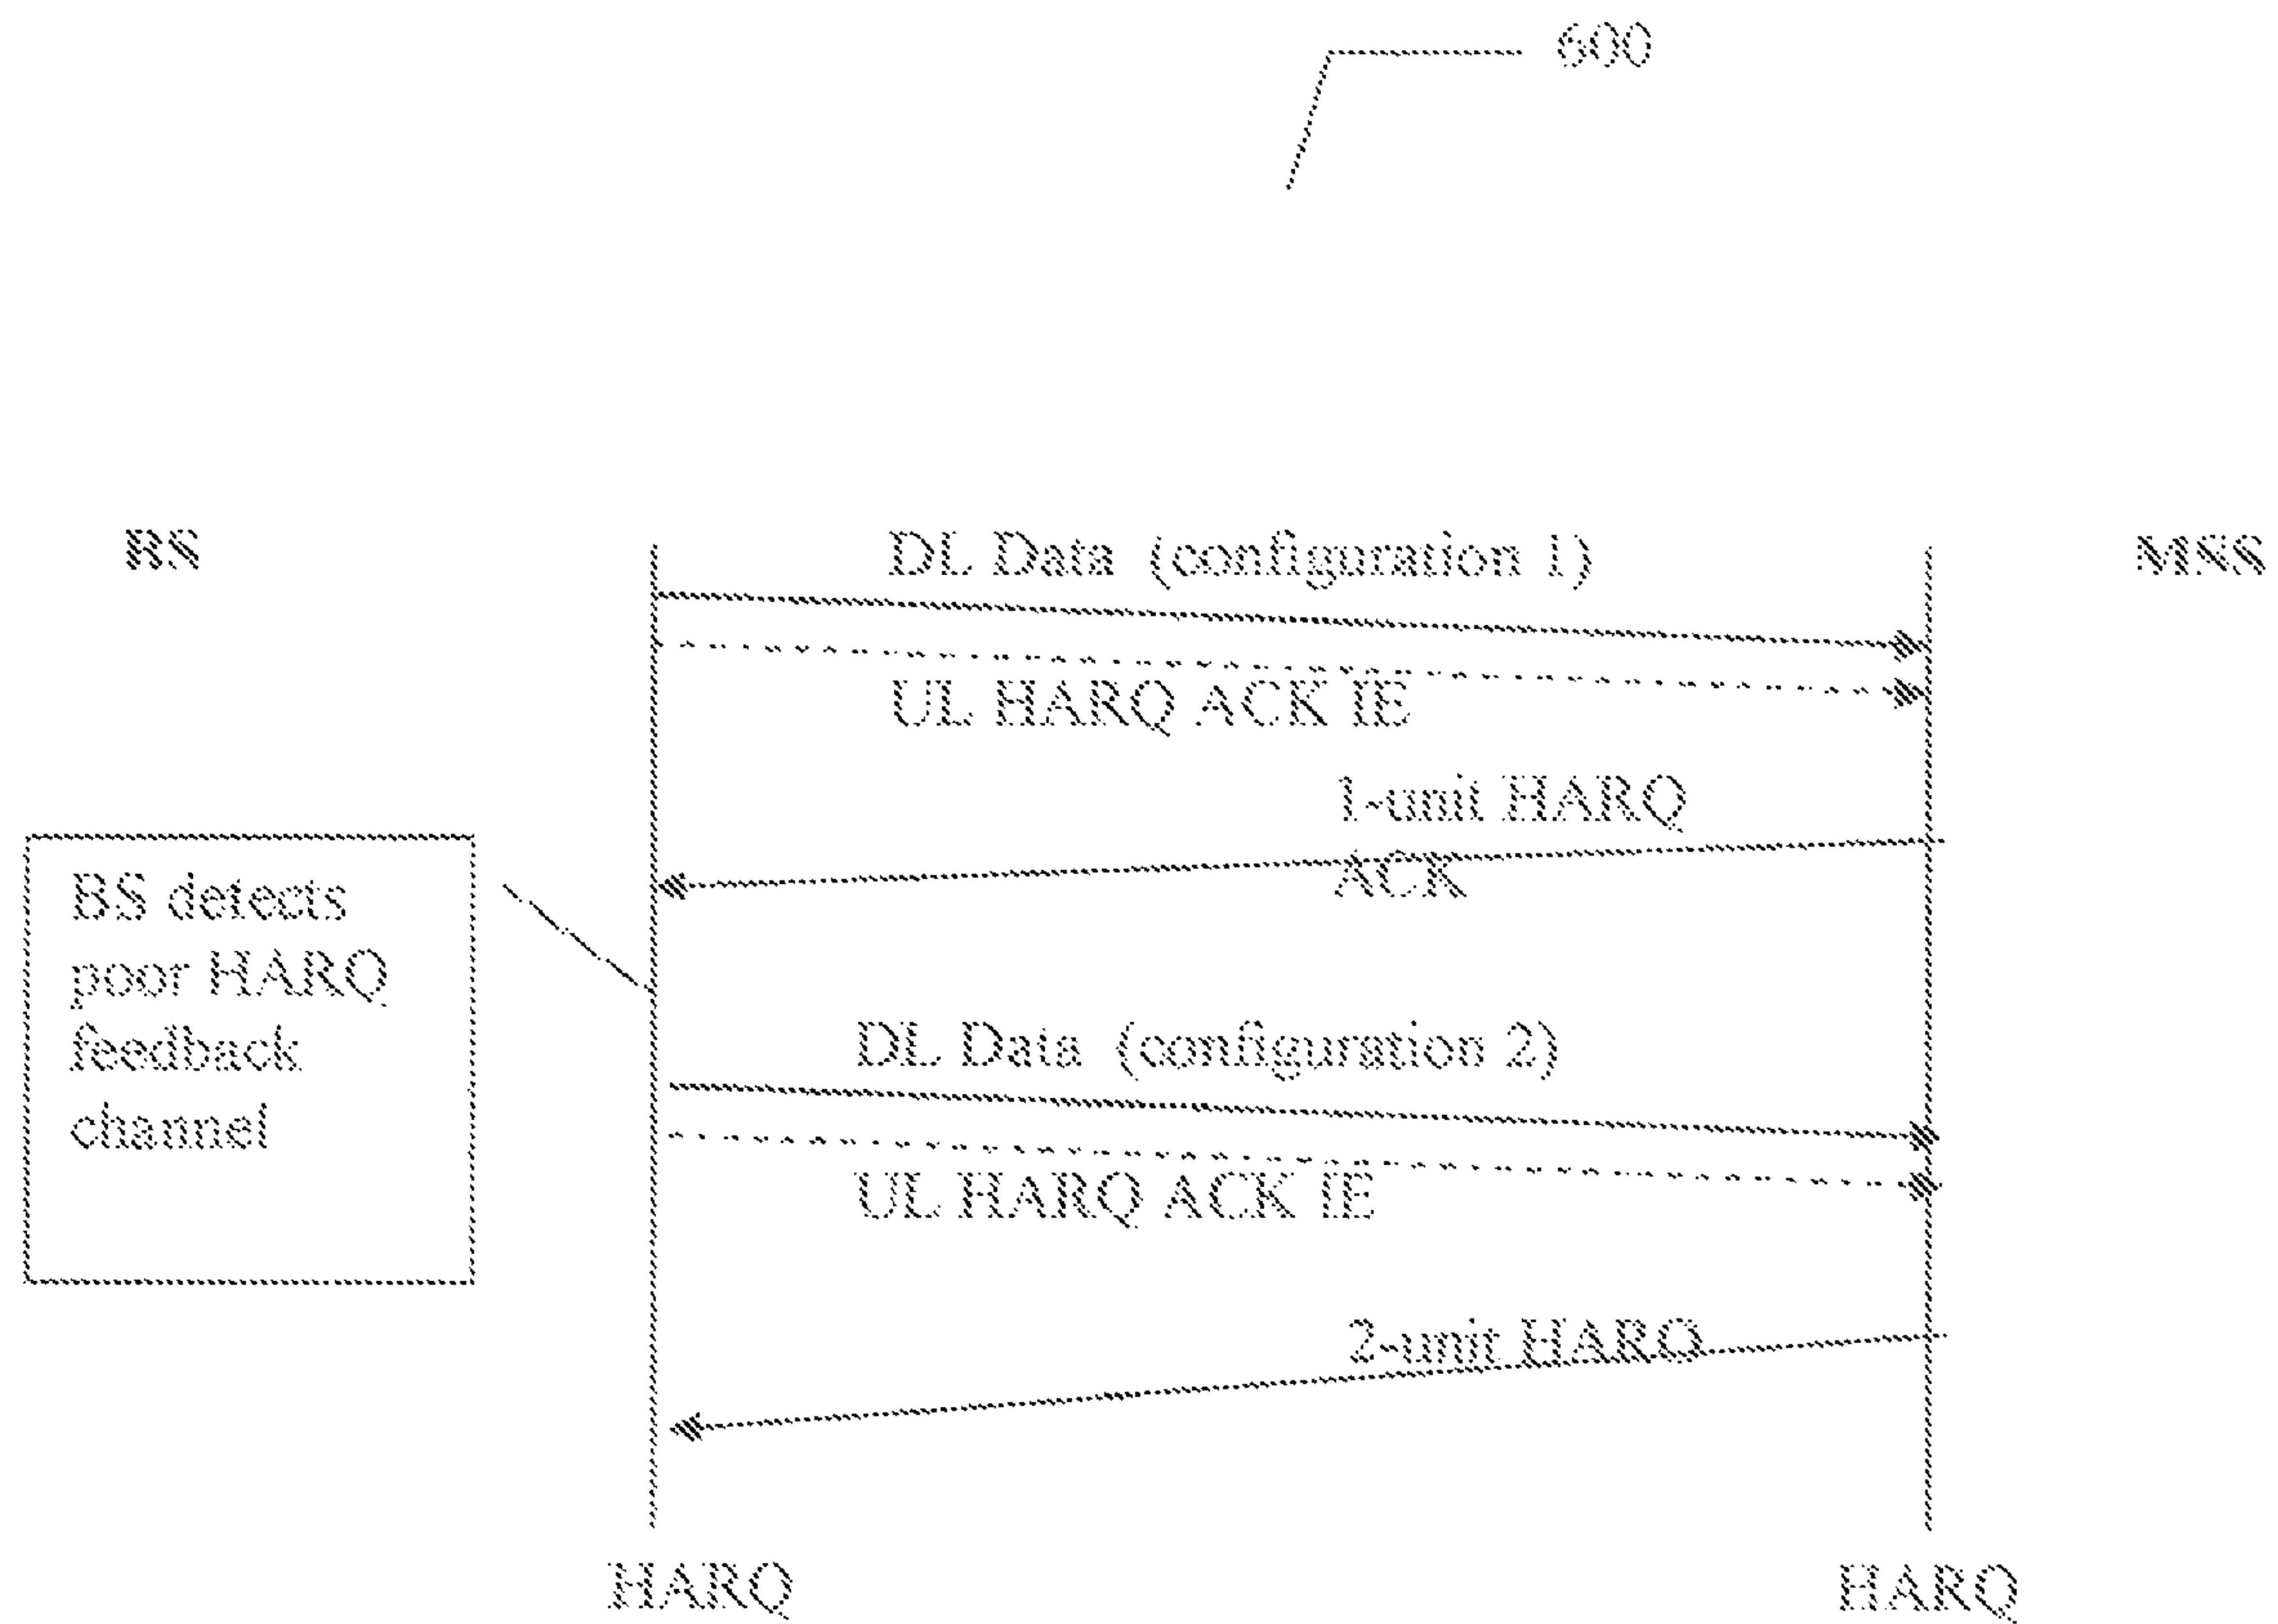 600
BS
DL Data (configuration 1)
MSS
UL HARQ ACK IE
1-unit HARQ
ACK
BS detects
poor HARQ
feedback
channel
DL Data (configuration 2)
UL HARQ ACK IE
2-unit HARQ
HARQ
HARQ